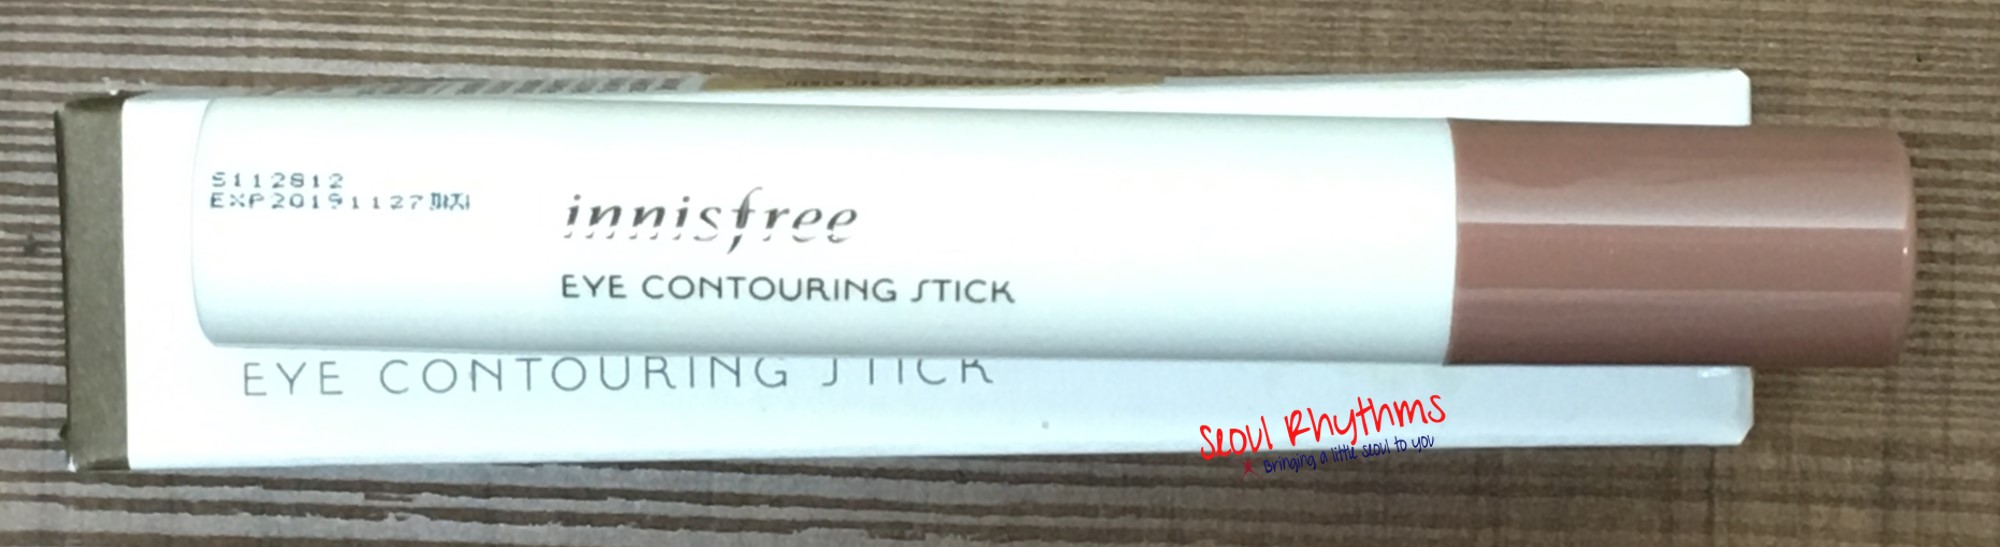 S112812
EXP20191127까지
innisfree
EYE CONTOURING STICK
EYE CONTOURING STICK
Seoul Rhythms
Bringing a little seoul to you